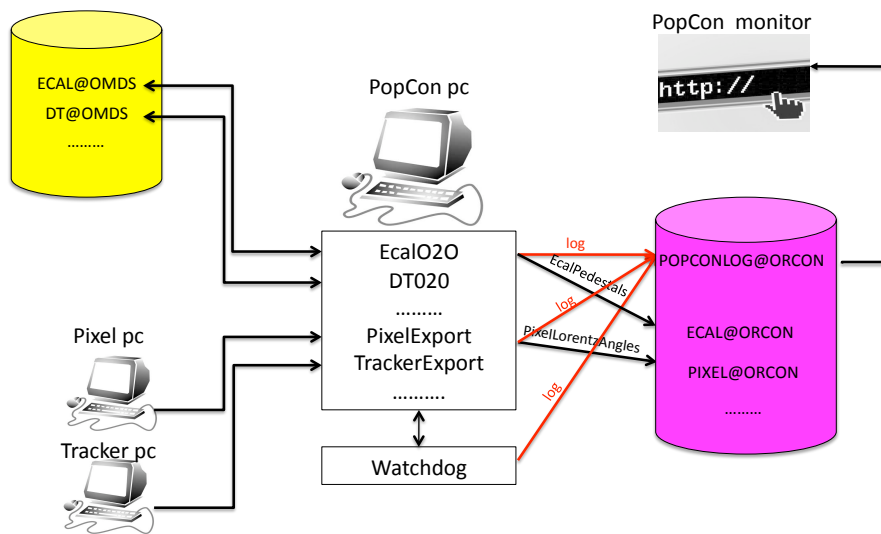 PopCon monitor
http://
ECAL@OMDS
DT@OMDS
.........
PopCon pc
EcalO2O
DT020
.........
PixelExport
TrackerExport
..........
Watchdog
Pixel pc
Tracker pc
log
EcalPedestals
log
PixelLorentzAngles
log
POPCONLOG@ORCON
ECAL@ORCON
PIXEL@ORCON
.........